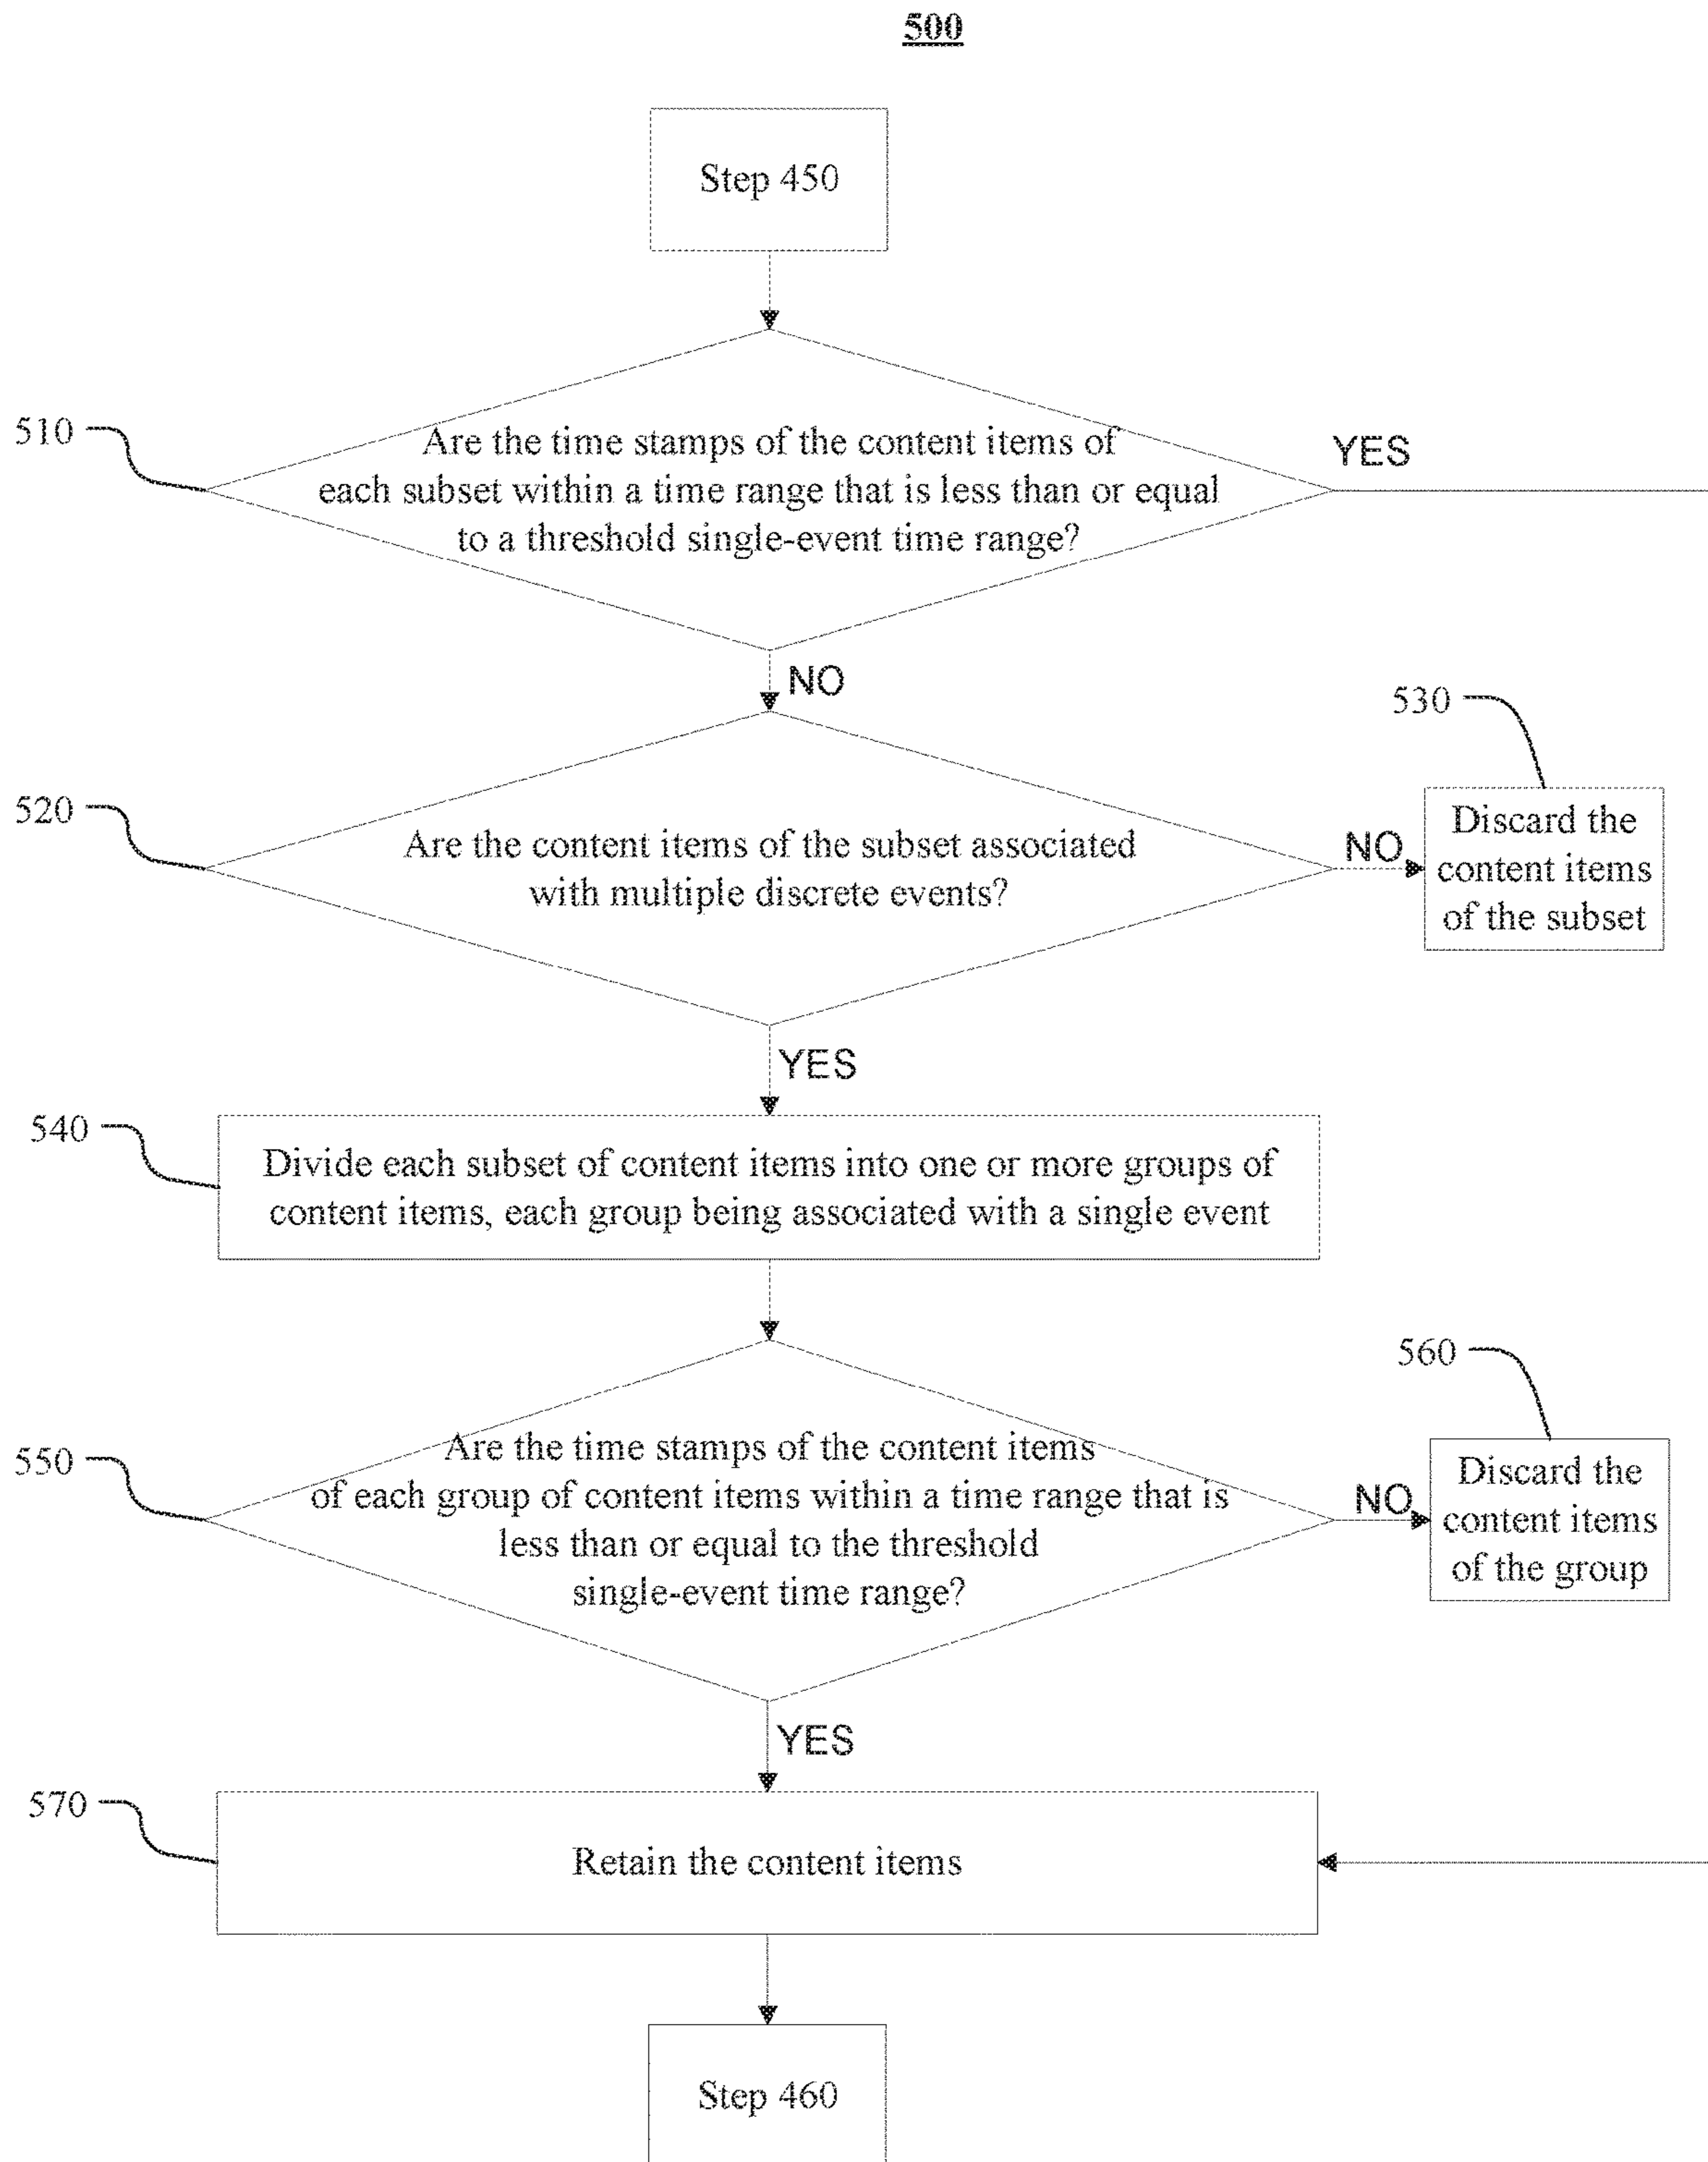 500
Step 450
510
Are the time stamps of the content items of
each subset within a time range that is less than or equal
to a threshold single-event time range?
YES
NO
530
520
Are the content items of the subset associated
with multiple discrete events?
NO
Discard the
content items
of the subset
YES
540
Divide each subset of content items into one or more groups of
content items, each group being associated with a single event
560
550
Are the time stamps of the content items
of each group of content items within a time range that is
less than or equal to the threshold
single-event time range?
NO
Discard the
content items
of the group
YES
570
Retain the content items
Step 460